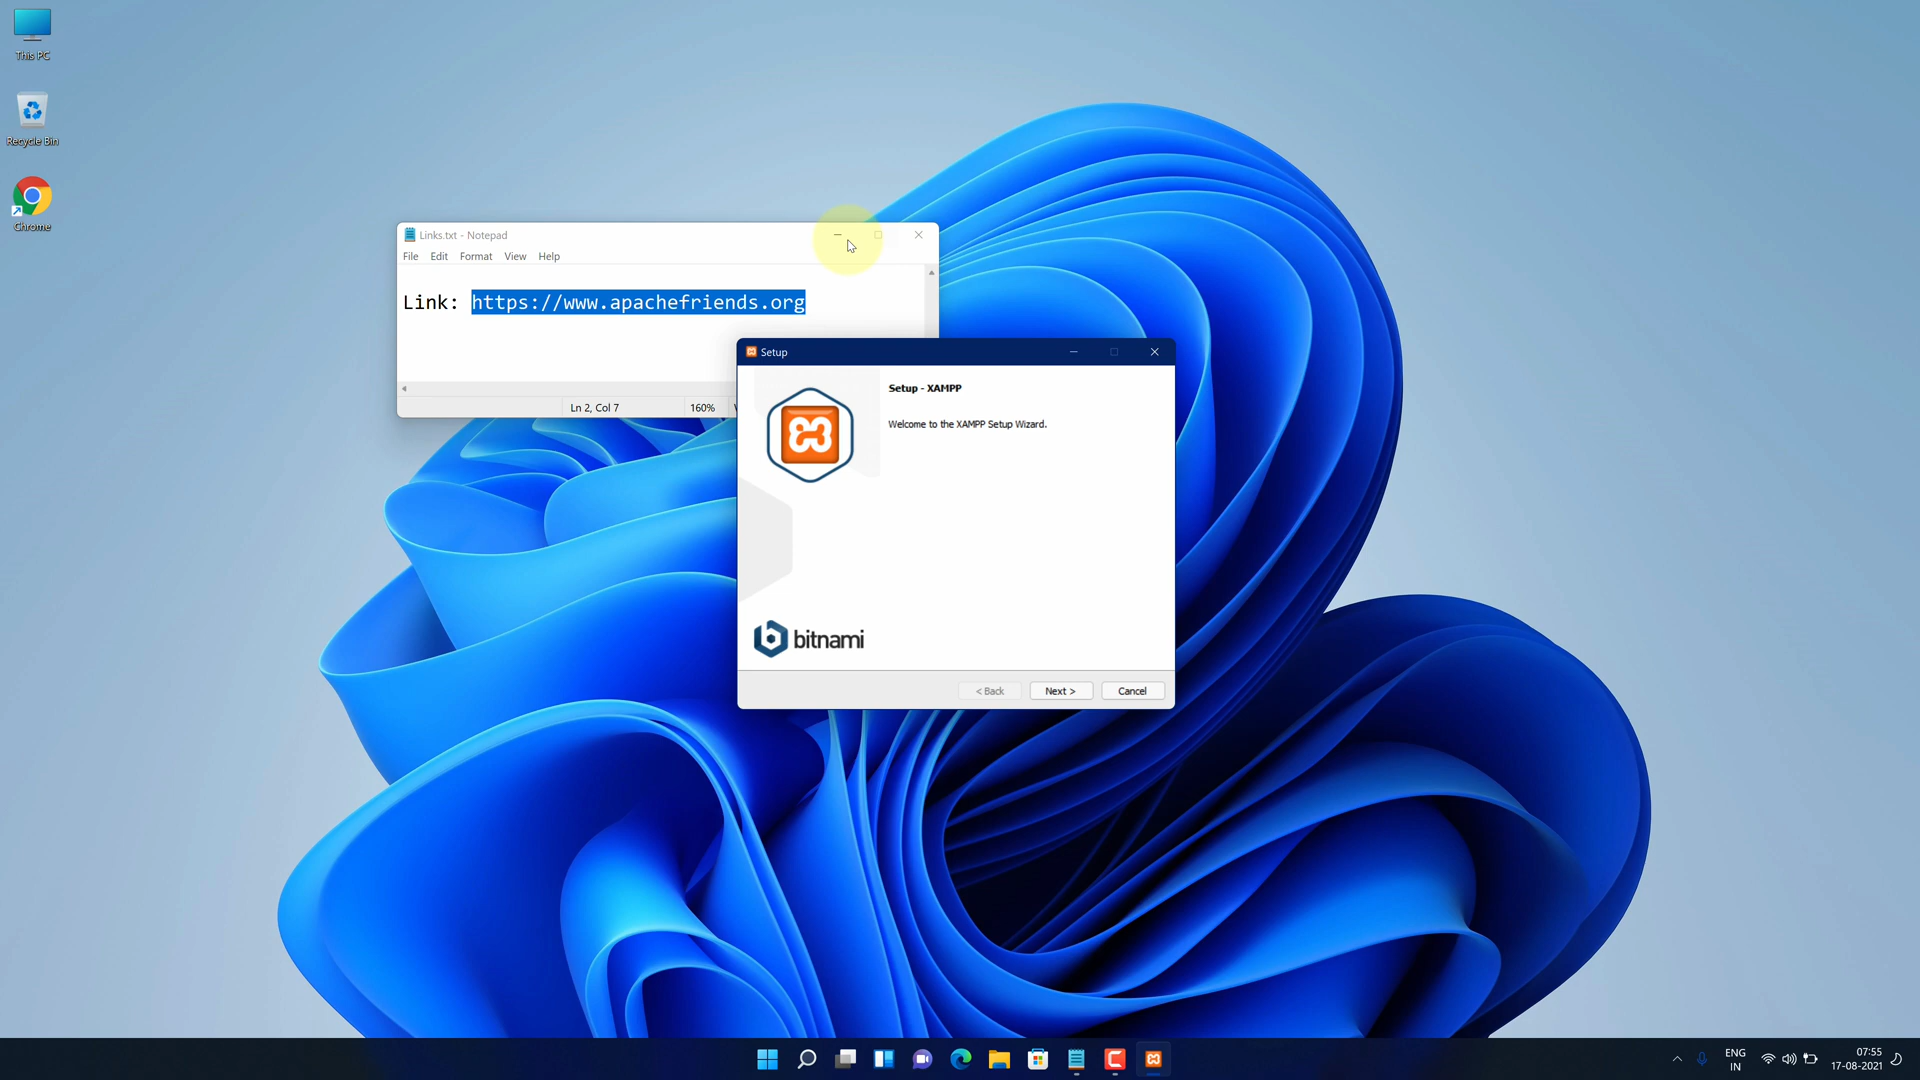 This PC
Recycle Bin
Chrome
Links.txt - Notepad
File Edit Format View Help
Link: https://www.apachefriends.org
Ln 2, Col 7
160%
Setup
Setup - XAMPP
Welcome to the XAMPP Setup Wizard.
bitnami
< Back
Next >
Cancel
ENG
IN
07:55
17-08-2021